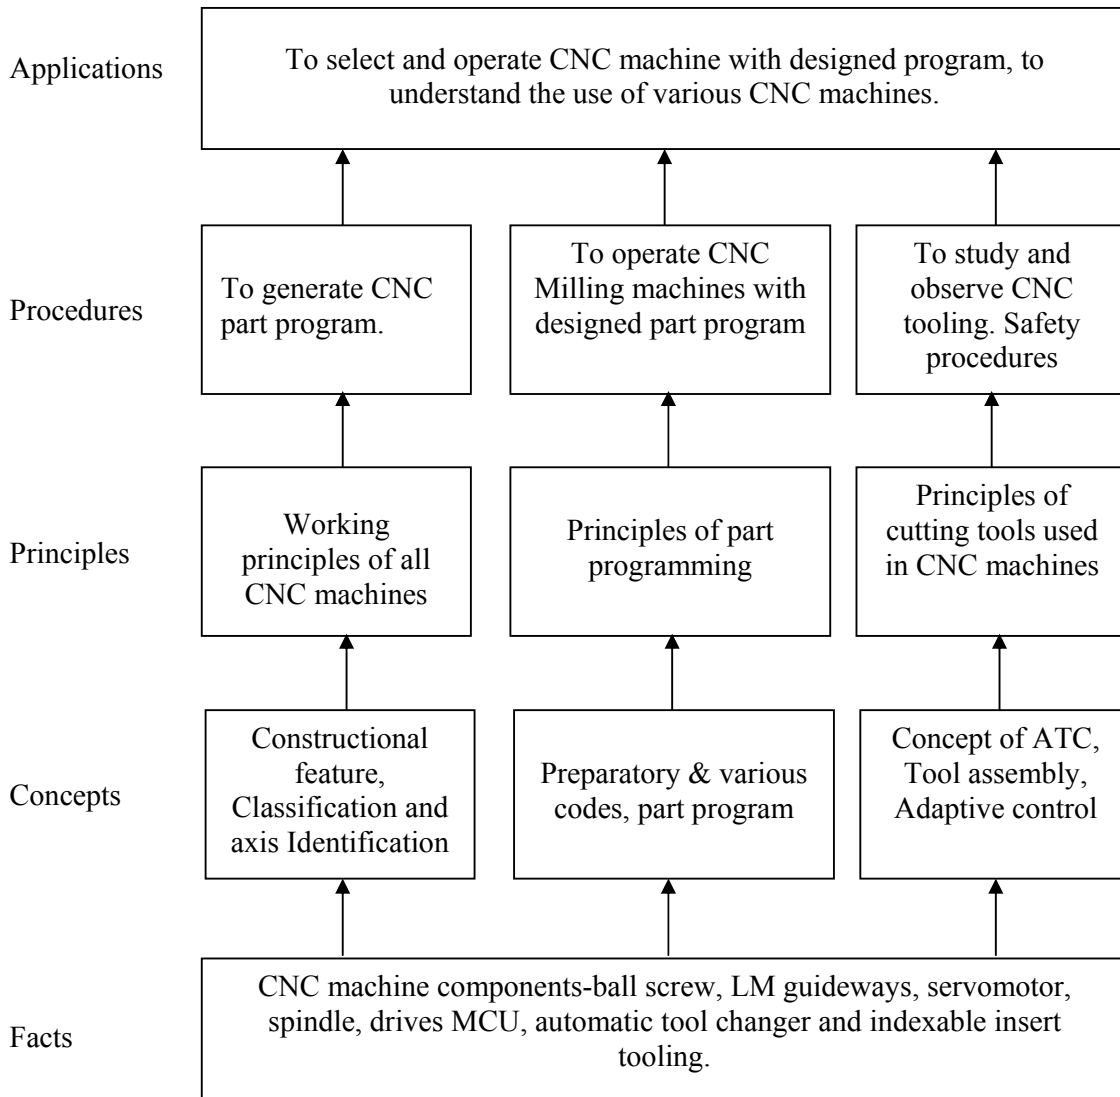 Applications
To select and operate CNC machine with designed program, to
understand the use of various CNC machines.
Procedures
To generate CNC
part program.
To operate CNC
Milling machines with
designed part program
To study and
observe CNC
tooling. Safety
procedures
Principles
Working
principles of all
CNC machines
Principles of part
programming
Principles of
cutting tools used
in CNC machines
Concepts
Constructional
feature,
Classification and
axis Identification
Preparatory & various
codes, part program
Concept of ATC,
Tool assembly,
Adaptive control
Facts
CNC machine components-ball screw, LM guideways, servomotor,
spindle, drives MCU, automatic tool changer and indexable insert
tooling.